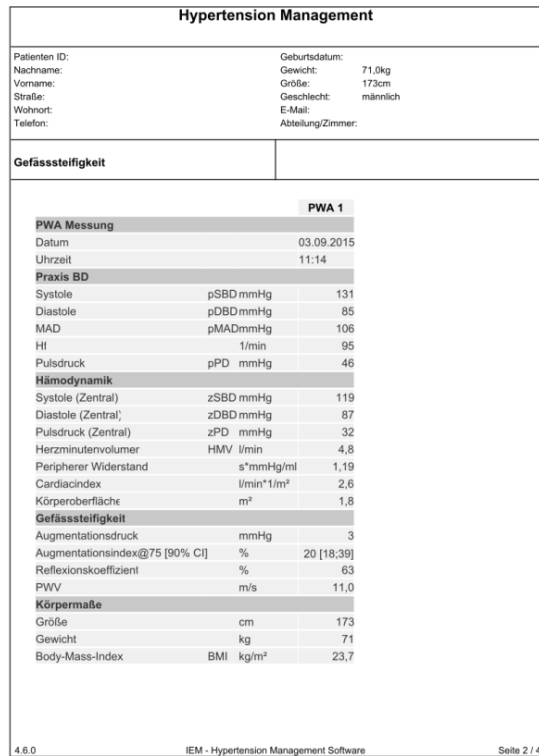 Hypertension Management
Patienten ID: Geburtsdatum:
Nachname: Gewicht: 71,0kg
Vorname: Größe: 173cm
Straße: Geschlecht: männlich
Wohnort: E-Mail:
Telefon: Abteilung/Zimmer:
Gefässsteifigkeit
PWA 1
PWA Messung
Datum 03.09.2015
Uhrzeit 11:14
Praxis BD
Systole pSBD mmHg 131
Diastole pDBD mmHg 85
MAD pMAD mmHg 106
Hf 1/min 95
Pulsdruck pPD mmHg 46
Hämodynamik
Systole (Zentral) zSBD mmHg 119
Diastole (Zentral) zDBD mmHg 87
Pulsdruck (Zentral) zPD mmHg 32
Herzminutenvolumer HMV l/min 4,8
Peripherer Widerstand s*mmHg/ml 1,19
Cardiacindex l/min*1/m² 2,6
Körperoberfläche m² 1,8
Gefässsteifigkeit
Augmentationsdruck mmHg 3
Augmentationsindex@75 [90% CI] % 20 [18;39]
Reflexionskoeffizient % 63
PWV m/s 11,0
Körpermaße
Größe cm 173
Gewicht kg 71
Body-Mass-Index BMI kg/m² 23,7
4.6.0 IEM - Hypertension Management Software Seite 2 / 4